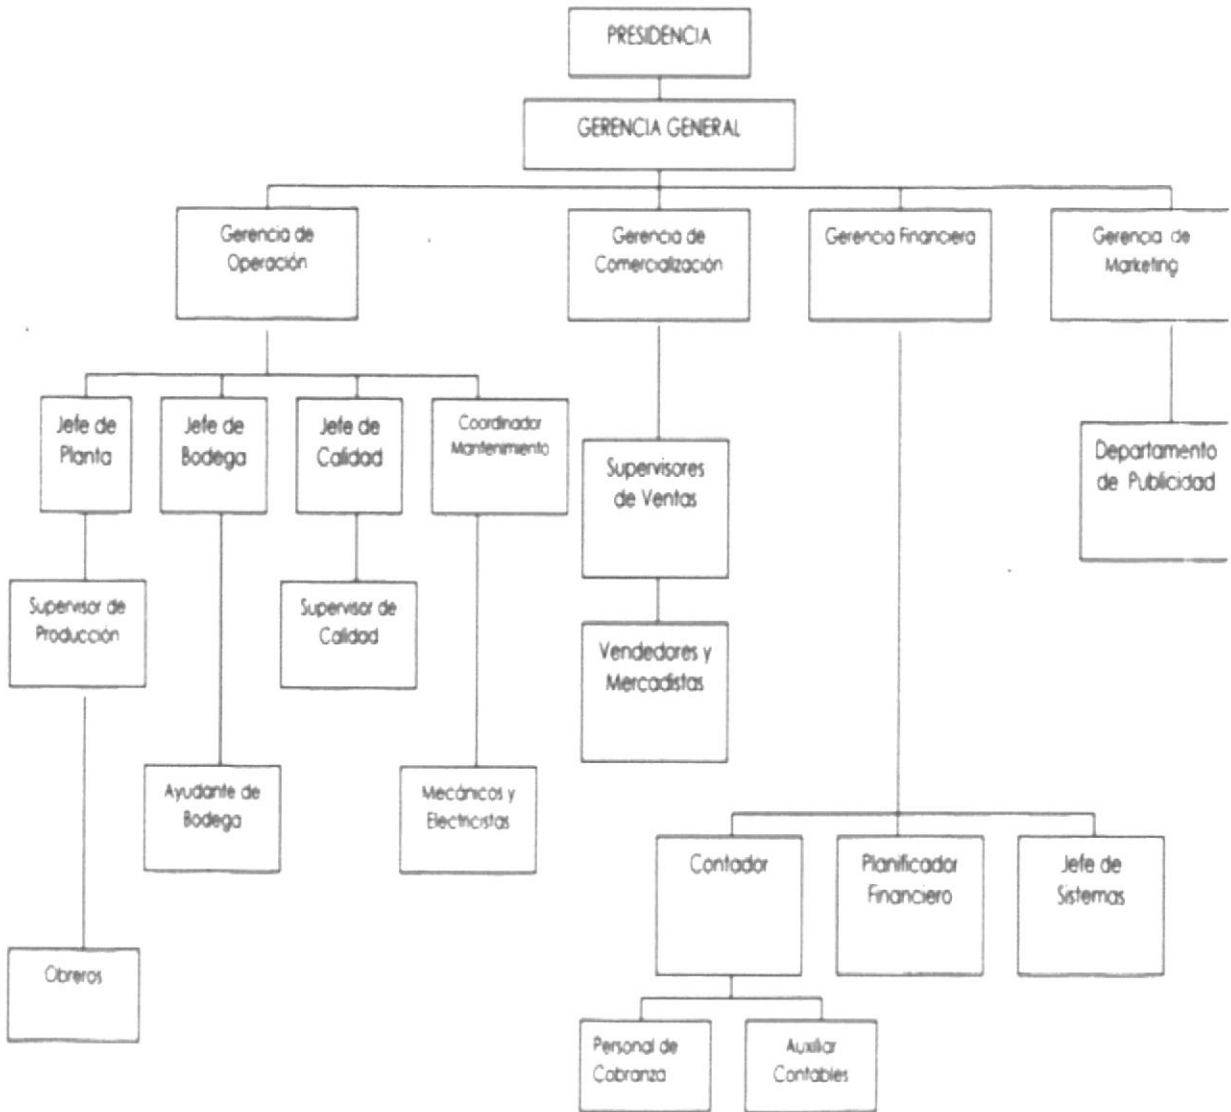 PRESIDENCIA
GERENCIA GENERAL
Gerencia de
Operación
Gerencia de
Comercialización
Gerencia Financiera
Gerencia de
Marketing
Jefe de
Planta
Jefe de
Bodega
Jefe de
Calidad
Coordinador
Mantenimiento
Supervisores
de Ventas
Departamento
de Publicidad
Supervisor de
Producción
Supervisor de
Calidad
Vendedores y
Mercadistas
Ayudante de
Bodega
Mecánicos y
Electricistas
Contador
Planificador
Financiero
Jefe de
Sistemas
Obreros
Personal de
Cobranza
Auxiliar
Contables